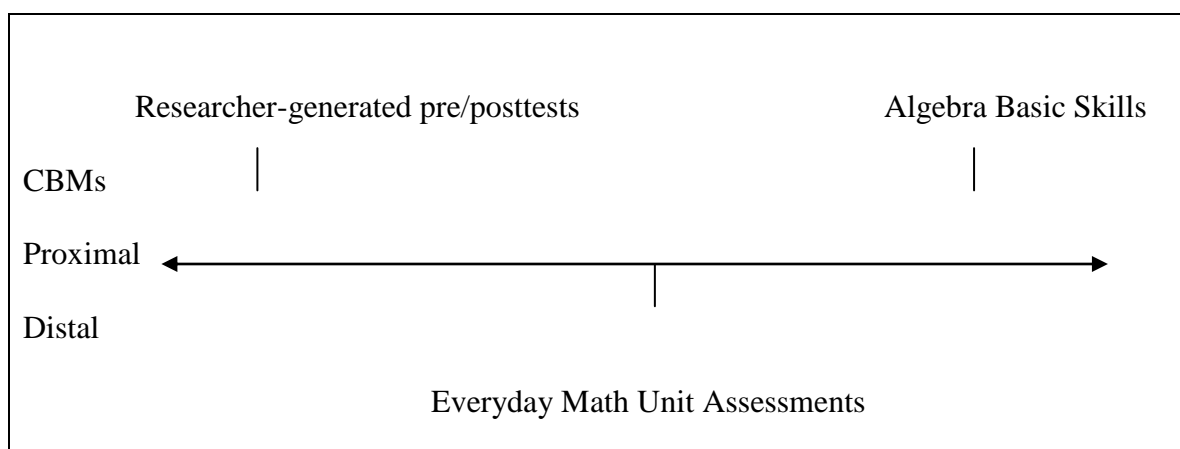 Researcher-generated pre/posttests Algebra Basic Skills
CBMs
Proximal
Distal
Everyday Math Unit Assessments